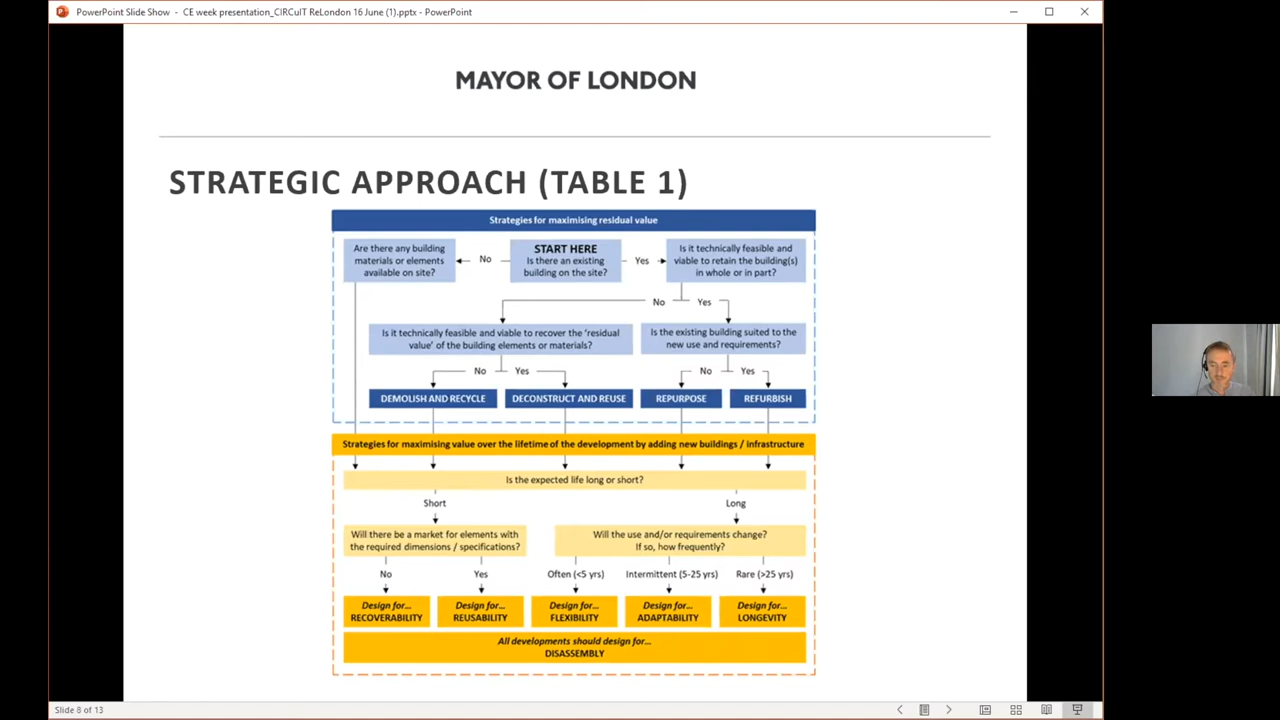 PowerPoint Slide Show - CE week presentation_CIRCuIT ReLondon 16 June (1).pptx - PowerPoint
MAYOR OF LONDON
STRATEGIC APPROACH (TABLE 1)
Strategies for maximising residual value
Are there any building
materials or elements
available on site?
No
START HERE
Is there an existing
building on the site?
Yes
Is it technically feasible and
viable to retain the building(s)
in whole or in part?
No
Yes
Is it technically feasible and viable to recover the 'residual
value' of the building elements or materials?
Is the existing building suited to the
new use and requirements?
No
Yes
No
Yes
DEMOLISH AND RECYCLE
DECONSTRUCT AND REUSE
REPURPOSE
REFURBISH
Strategies for maximising value over the lifetime of the development by adding new buildings / infrastructure
Is the expected life long or short?
Short
Long
Will there be a market for elements with
the required dimensions / specifications?
Will the use and/or requirements change?
If so, how frequently?
No
Yes
Often (<5 yrs)
Intermittent (5-25 yrs)
Rare (>25 yrs)
Design for...
RECOVERABILITY
Design for...
REUSABILITY
Design for...
FLEXIBILITY
Design for...
ADAPTABILITY
Design for...
LONGEVITY
All developments should design for...
DISASSEMBLY
Slide 8 of 13